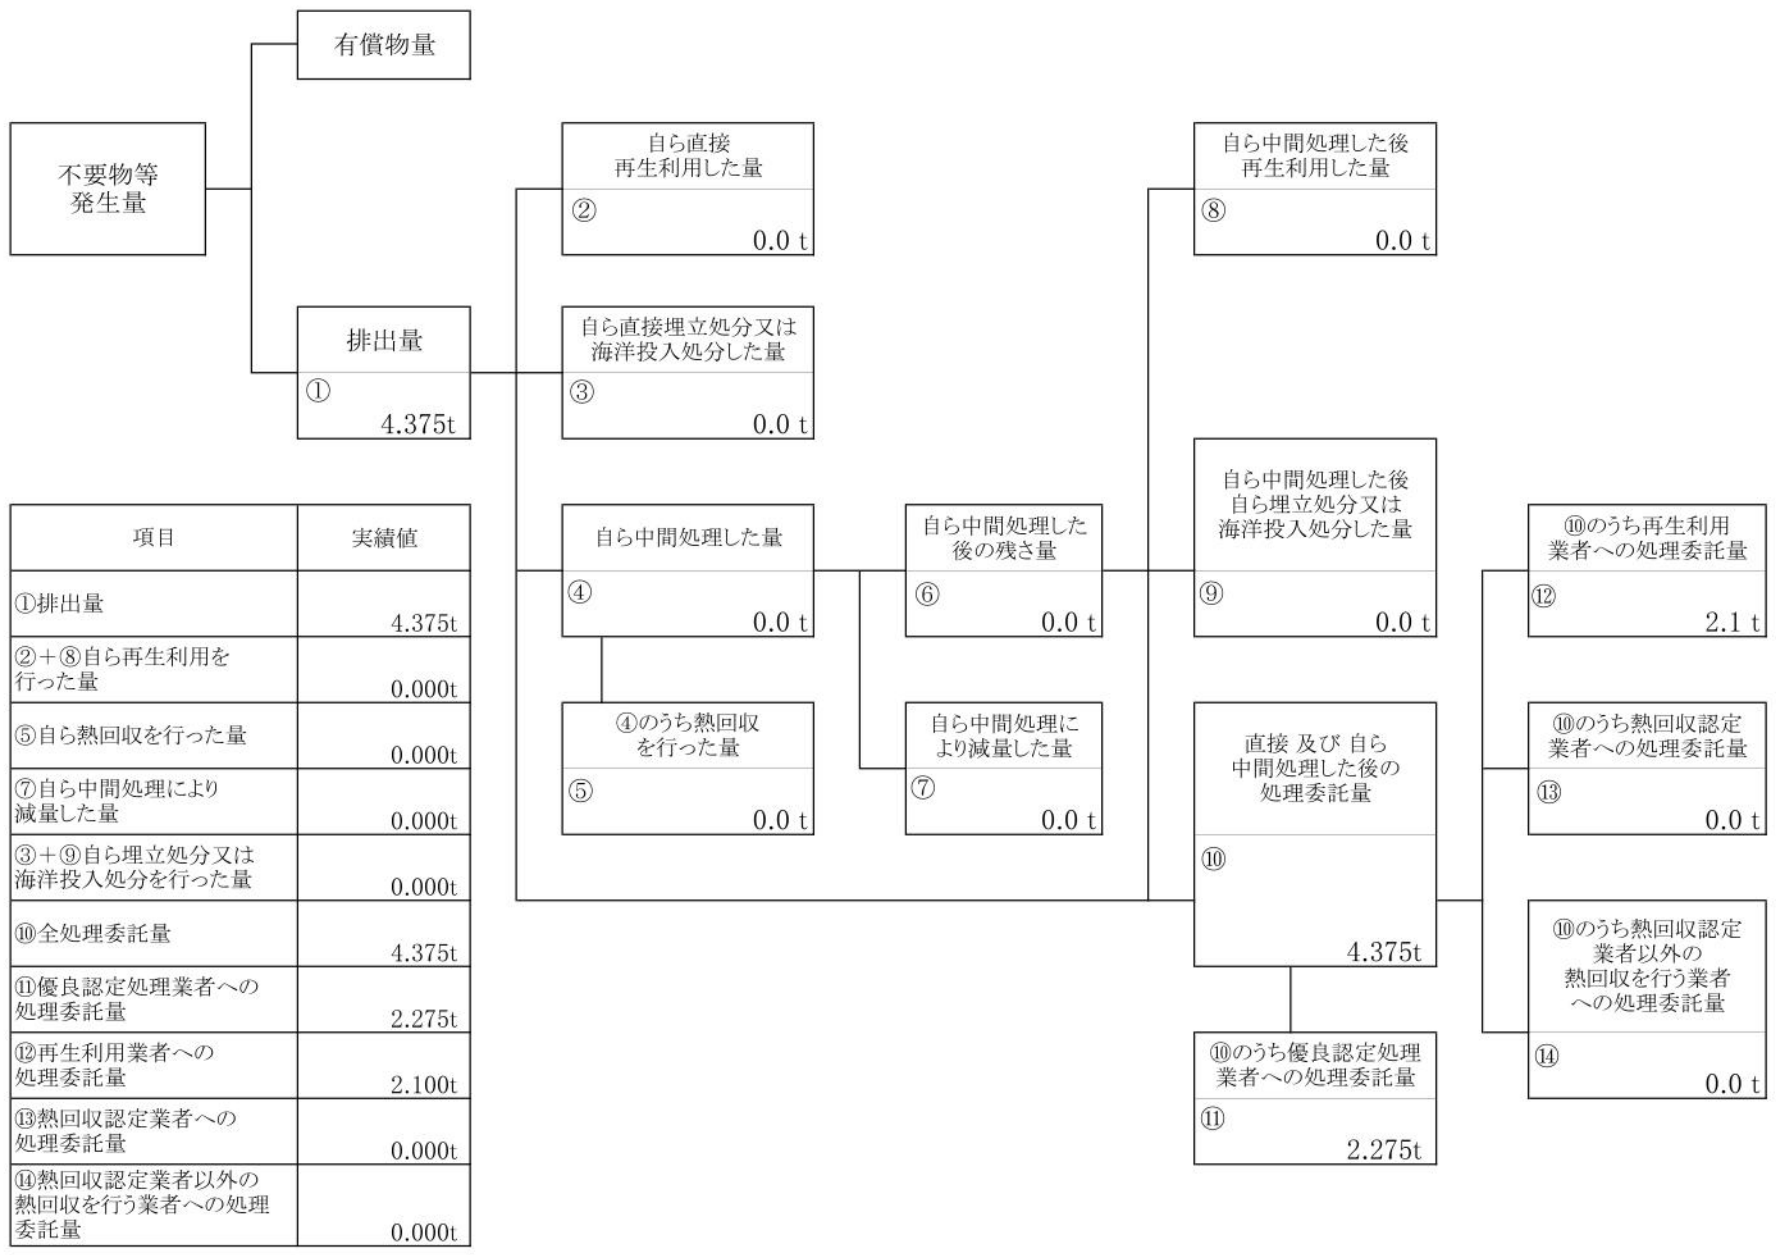 有償物量
不要物等
発生量
自ら直接
再生利用した量
②
0.0 t
自ら中間処理した後
再生利用した量
⑧
0.0 t
排出量
①
4.375t
自ら直接埋立処分又は
海洋投入処分した量
③
0.0 t
自ら中間処理した量
④
0.0 t
自ら中間処理した
後の残さ量
⑥
0.0 t
自ら中間処理した後
自ら埋立処分又は
海洋投入処分した量
⑨
0.0 t
⑩のうち再生利用
業者への処理委託量
⑫
2.1 t
④のうち熱回収
を行った量
⑤
0.0 t
自ら中間処理に
より減量した量
⑦
0.0 t
直接 及び 自ら
中間処理した後の
処理委託量
⑩
4.375t
⑩のうち熱回収認定
業者への処理委託量
⑬
0.0 t
⑩のうち熱回収認定
業者以外の
熱回収を行う業者
への処理委託量
⑭
0.0 t
⑩のうち優良認定処理
業者への処理委託量
⑪
2.275t
項目 実績値
①排出量
4.375t
②+⑧自ら再生利用を
行った量
0.000t
⑤自ら熱回収を行った量
0.000t
⑦自ら中間処理により
減量した量
0.000t
③+⑨自ら埋立処分又は
海洋投入処分を行った量
0.000t
⑩全処理委託量
4.375t
⑪優良認定処理業者への
処理委託量
2.275t
⑫再生利用業者への
処理委託量
2.100t
⑬熱回収認定業者への
処理委託量
0.000t
⑭熱回収認定業者以外の
熱回収を行う業者への処理
委託量
0.000t